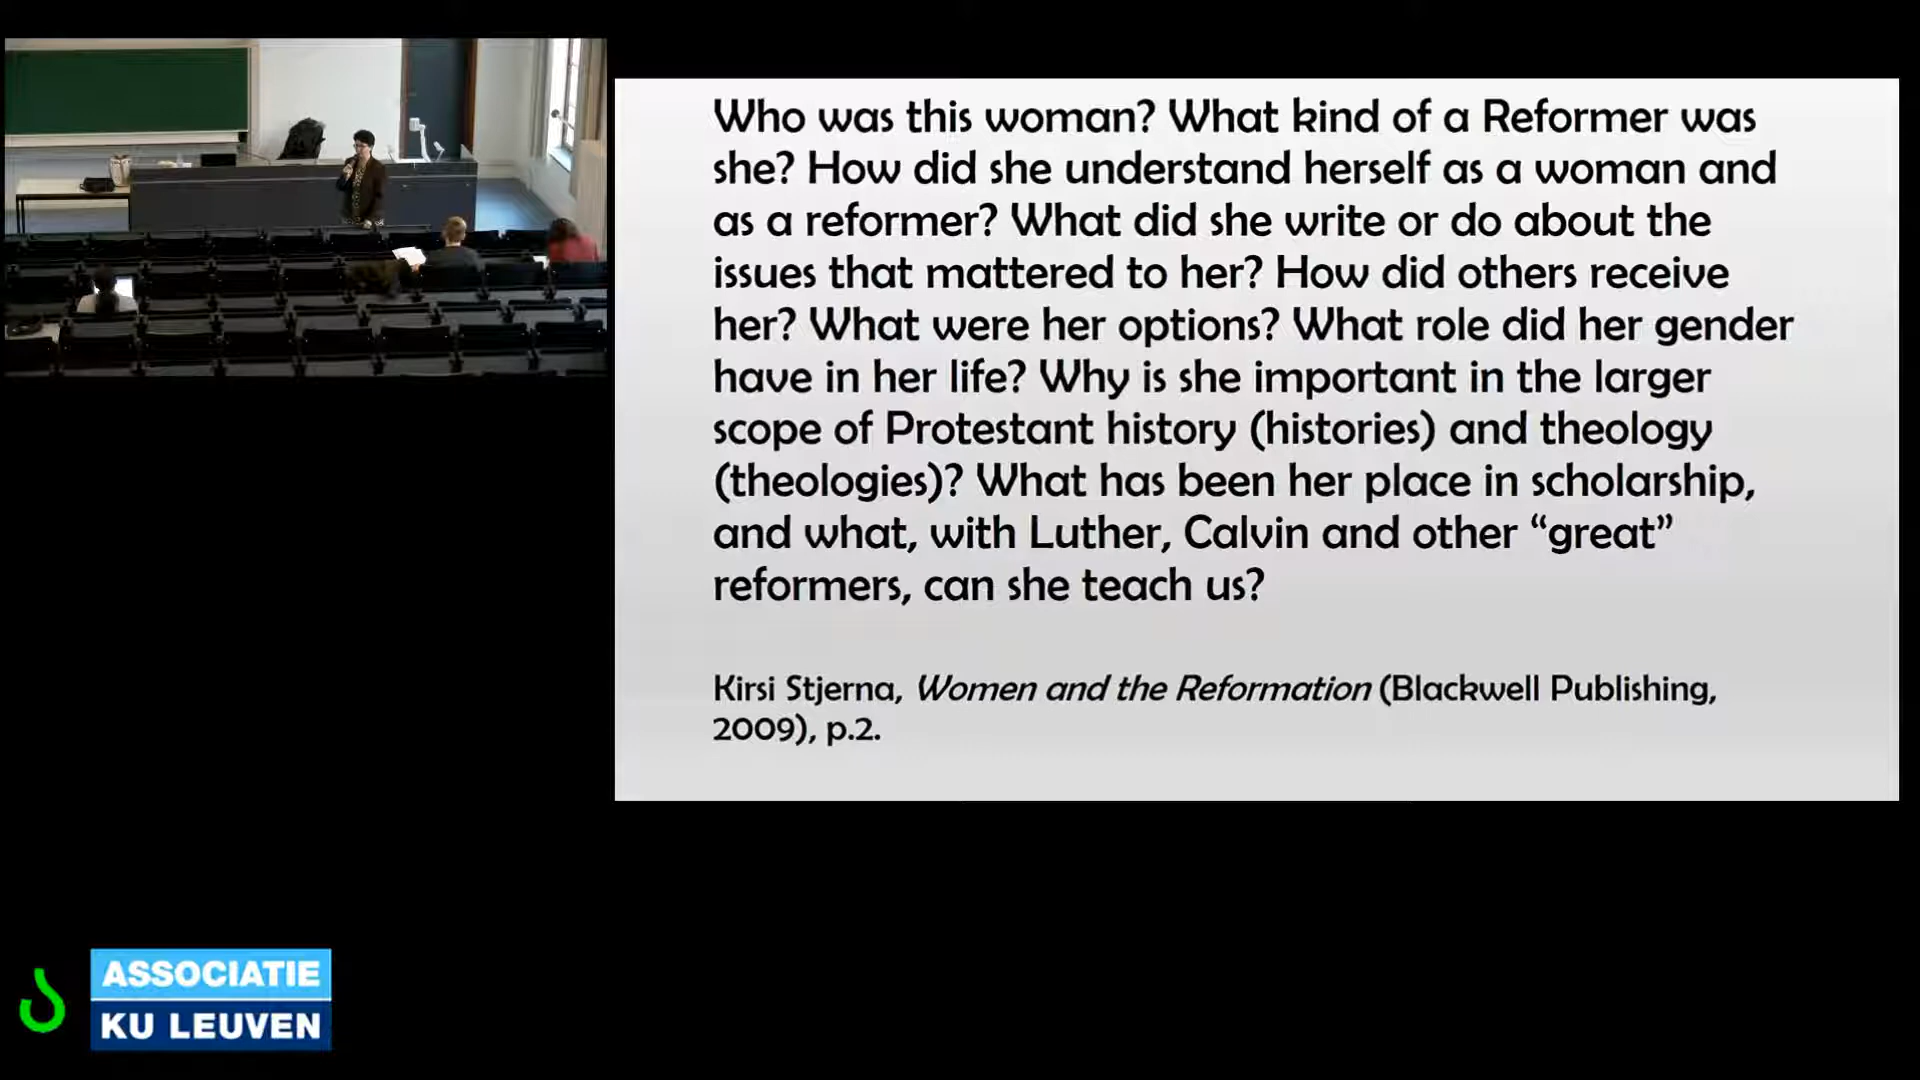 Who was this woman? What kind of a Reformer was
she? How did she understand herself as a woman and
as a reformer? What did she write or do about the
issues that mattered to her? How did others receive
her? What were her options? What role did her gender
have in her life? Why is she important in the larger
scope of Protestant history (histories) and theology
(theologies)? What has been her place in scholarship,
and what, with Luther, Calvin and other “great”
reformers, can she teach us?
Kirsi Stjerna, Women and the Reformation (Blackwell Publishing,
2009), p.2.
ASSOCIATIE
KU LEUVEN